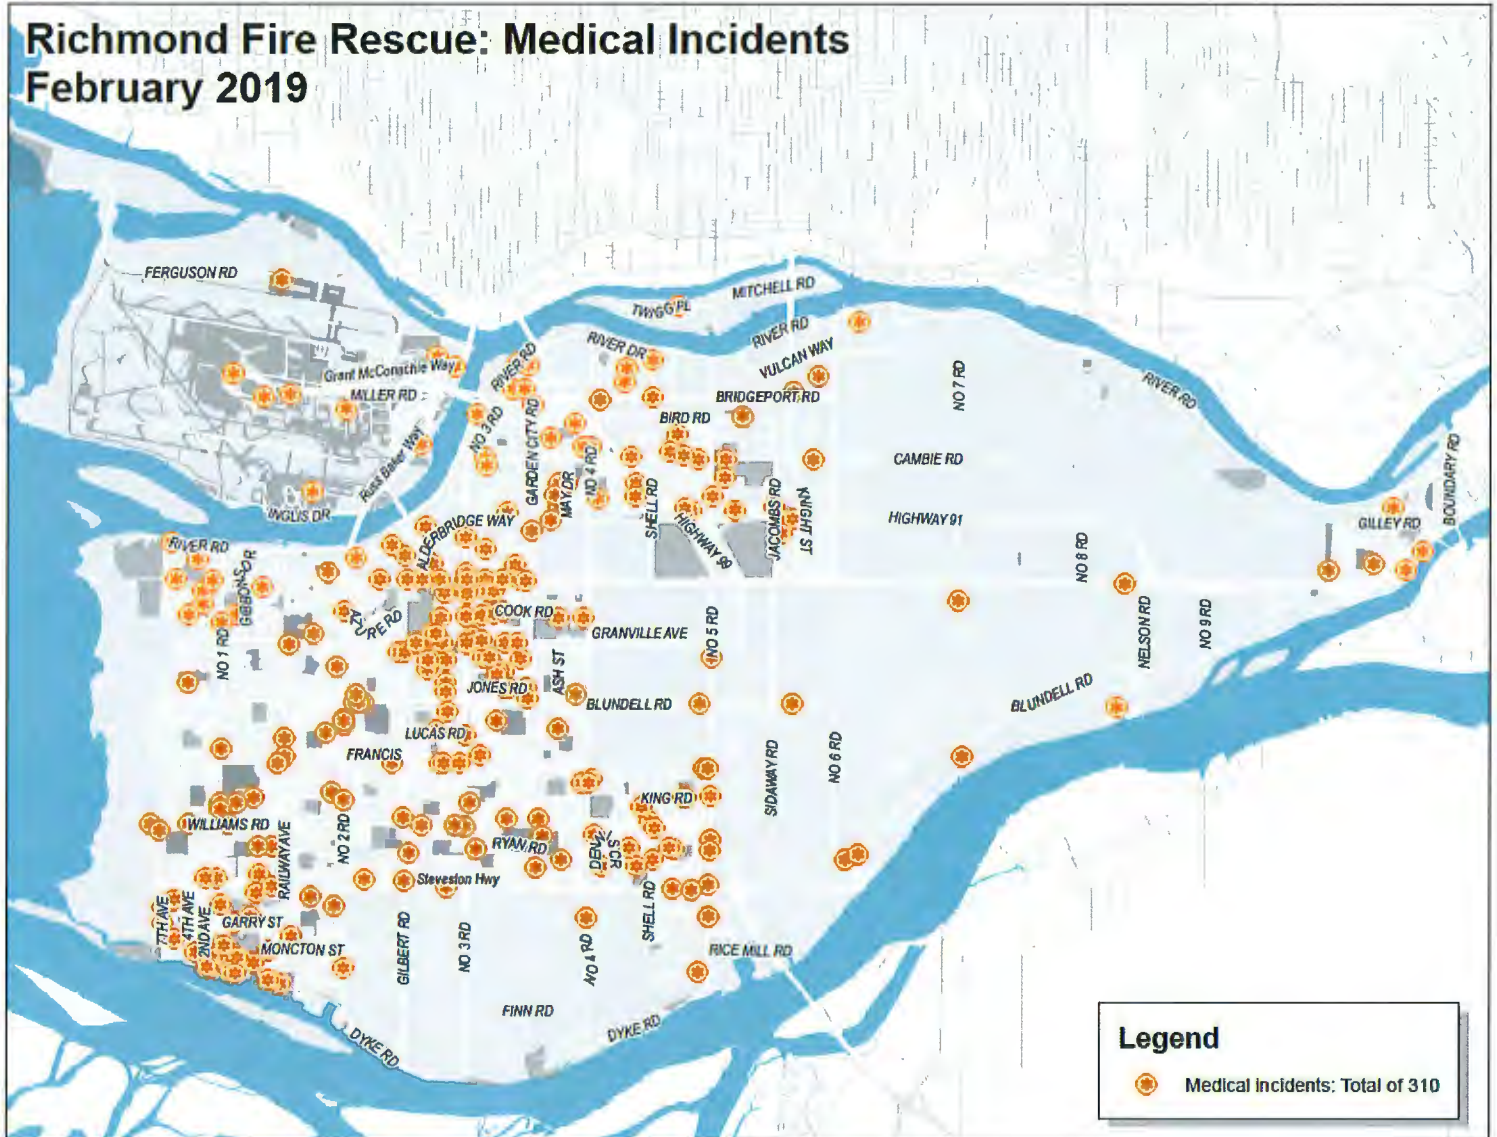 Richmond Fire Rescue: Medical Incidents
February 2019
FERGUSON RD
TWIGG PL
MITCHELL RD
RIVER RD
RIVER DR
VULCAN WAY
Grant McConachie Way
MILLER RD
RIVER RD
NO 3 RD
GARDEN CITY RD
BRIDGEPORT RD
BIRD RD
NO 7 RD
RIVER RD
Russ Baker Way
MAY DR
NO 4 RD
CAMBIE RD
BOUNDARY RD
INGLIS DR
ALDERBRIDGE WAY
SHELL RD
HIGHWAY 99
JACOMBS RD
KNIGHT ST
HIGHWAY 91
GILLEY RD
RIVER RD
GIBBONS DR
NO 8 RD
AZURE RD
COOK RD
GRANVILLE AVE
NO 5 RD
NELSON RD
NO 9 RD
NO 1 RD
ASH ST
JONES RD
BLUNDELL RD
BLUNDELL RD
LUCAS RD
FRANCIS
SIDAWAY RD
NO 6 RD
KING RD
WILLIAMS RD
RAILWAY AVE
NO 2 RD
RYAN RD
Steveston Hwy
7TH AVE
4TH AVE
2ND AVE
GARRY ST
MONCTON ST
GILBERT RD
NO 3 RD
NO 4 RD
SHELL RD
RICE MILL RD
FINN RD
DYKE RD
DYKE RD
Legend
Medical incidents: Total of 310